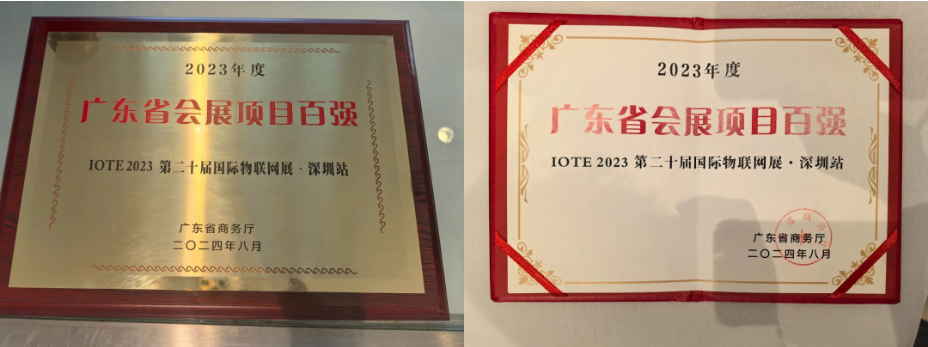 2023年度
广东省会展项目百强
IOTE 2023 第二十届国际物联网展·深圳站
广东省商务厅
二〇二四年八月
2023年度
广东省会展项目百强
IOTE 2023 第二十届国际物联网展·深圳站
广东省商务厅
二〇二四年八月